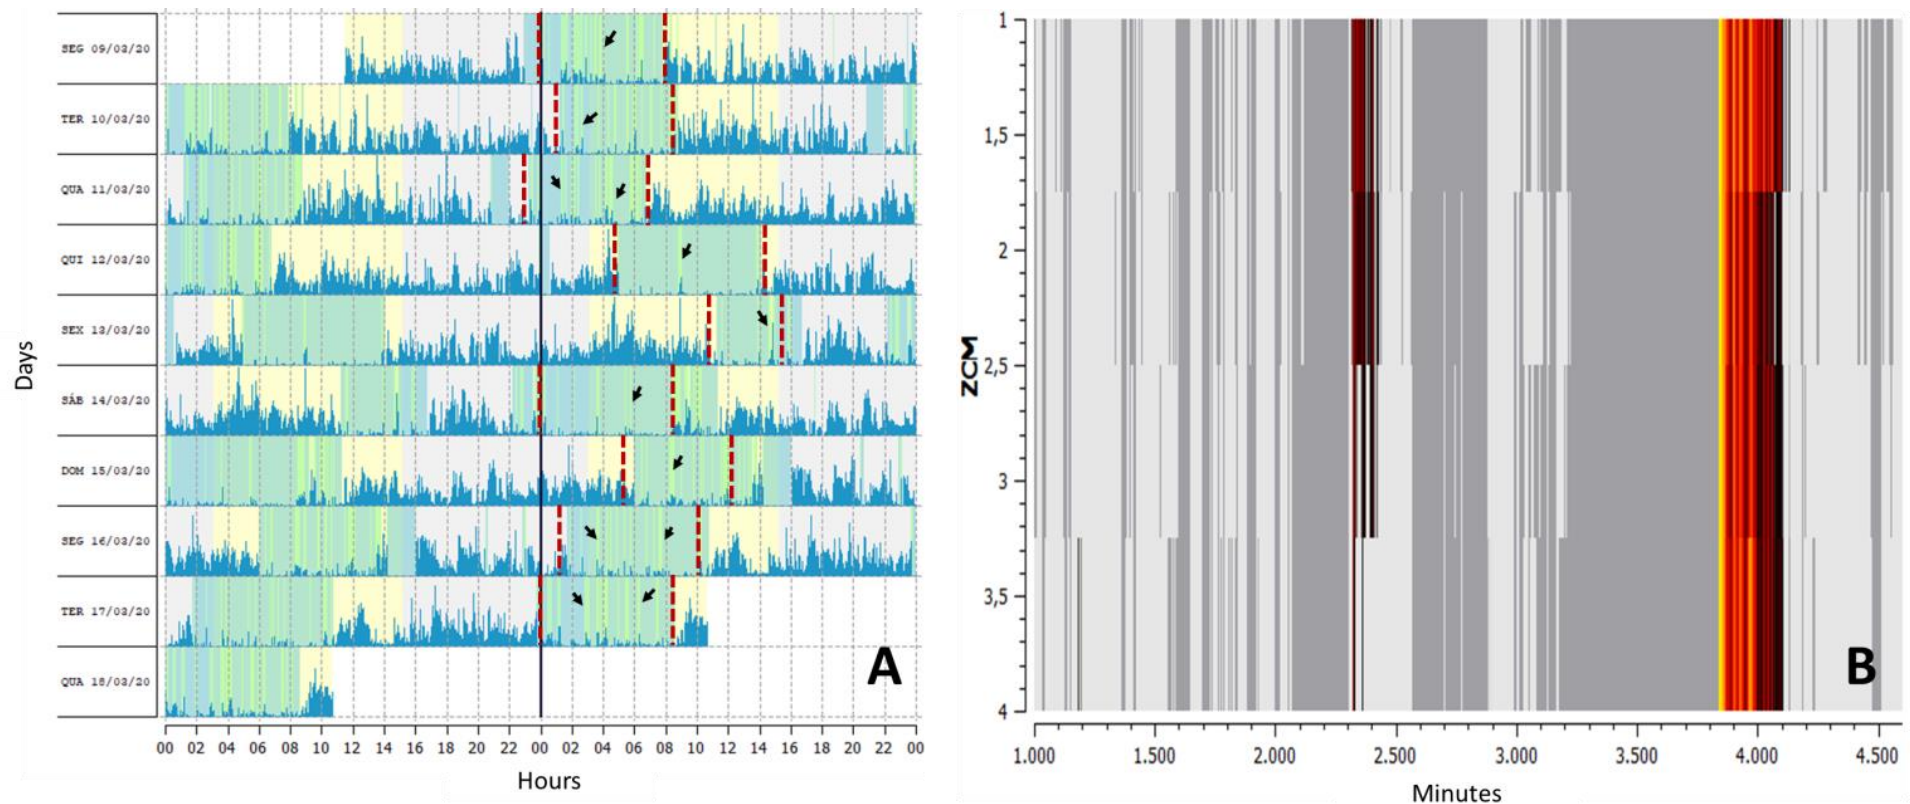 SEG 09/03/20
TER 10/03/20
QUA 11/03/20
QUI 12/03/20
SEX 13/03/20
SÁB 14/03/20
DOM 15/03/20
SEG 16/03/20
TER 17/03/20
QUA 18/03/20
Days
00 02 04 06 08 10 12 14 16 18 20 22 00 02 04 06 08 10 12 14 16 18 20 22 00
Hours
A
1
1,5
2
2,5
3
3,5
4
ZCM
1.000 1.500 2.000 2.500 3.000 3.500 4.000 4.500
Minutes
B